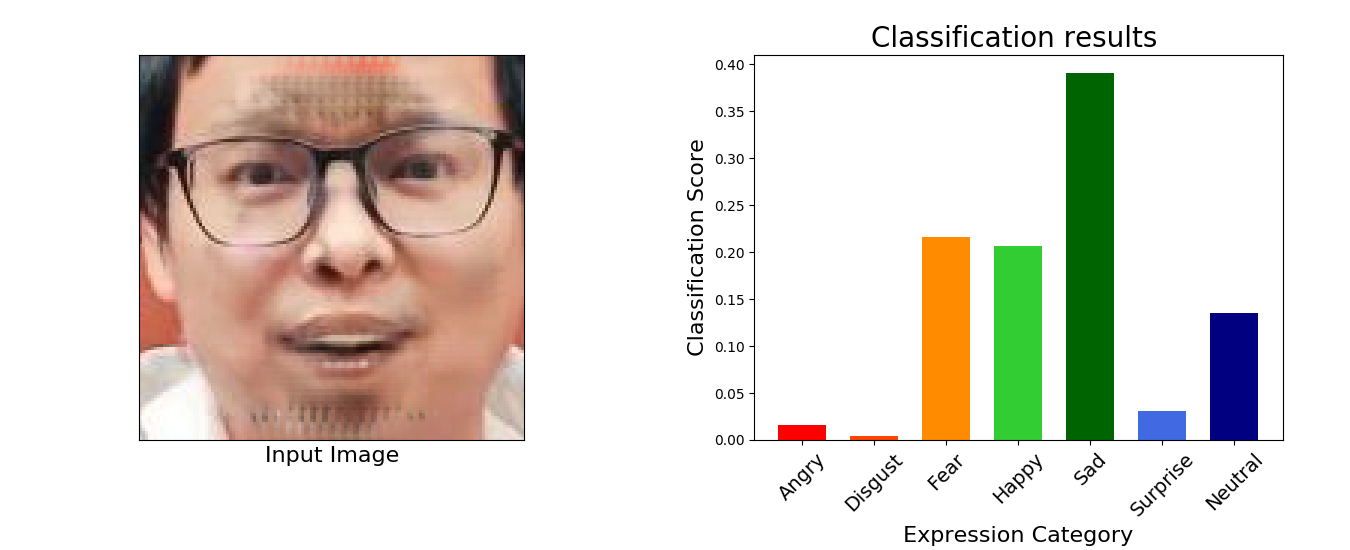 Input Image
Classification results
Classification Score
0.40
0.35
0.30
0.25
0.20
0.15
0.10
0.05
0.00
Angry
Disgust
Fear
Happy
Sad
Surprise
Neutral
Expression Category